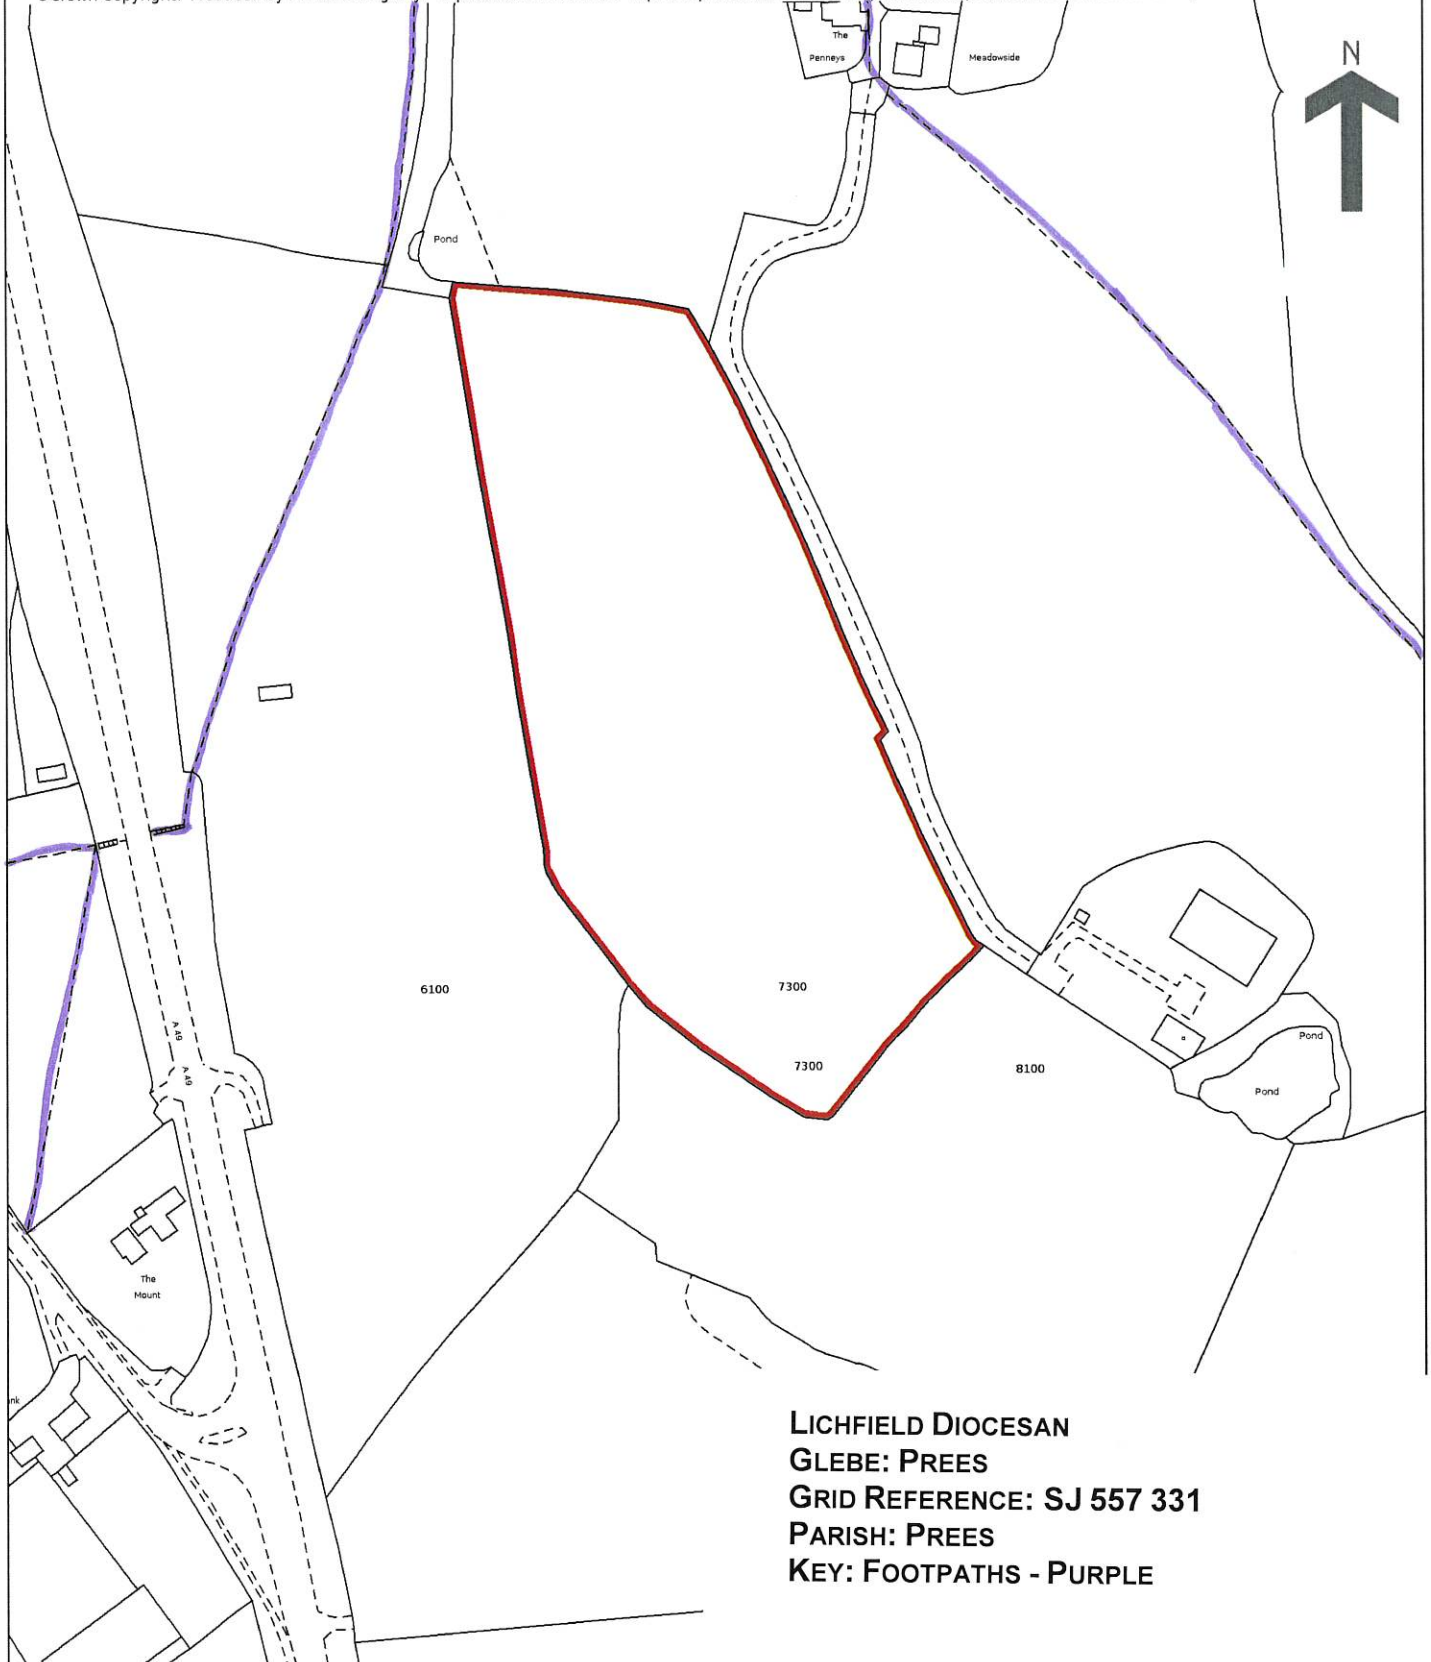 The
Penneys
Meadowside
N
Pond
6100
7300
7300
8100
Pond
Pond
A 49
A 49
The
Mount
nk
LICHFIELD DIOCESAN
GLEBE: PREES
GRID REFERENCE: SJ 557 331
PARISH: PREES
KEY: FOOTPATHS - PURPLE